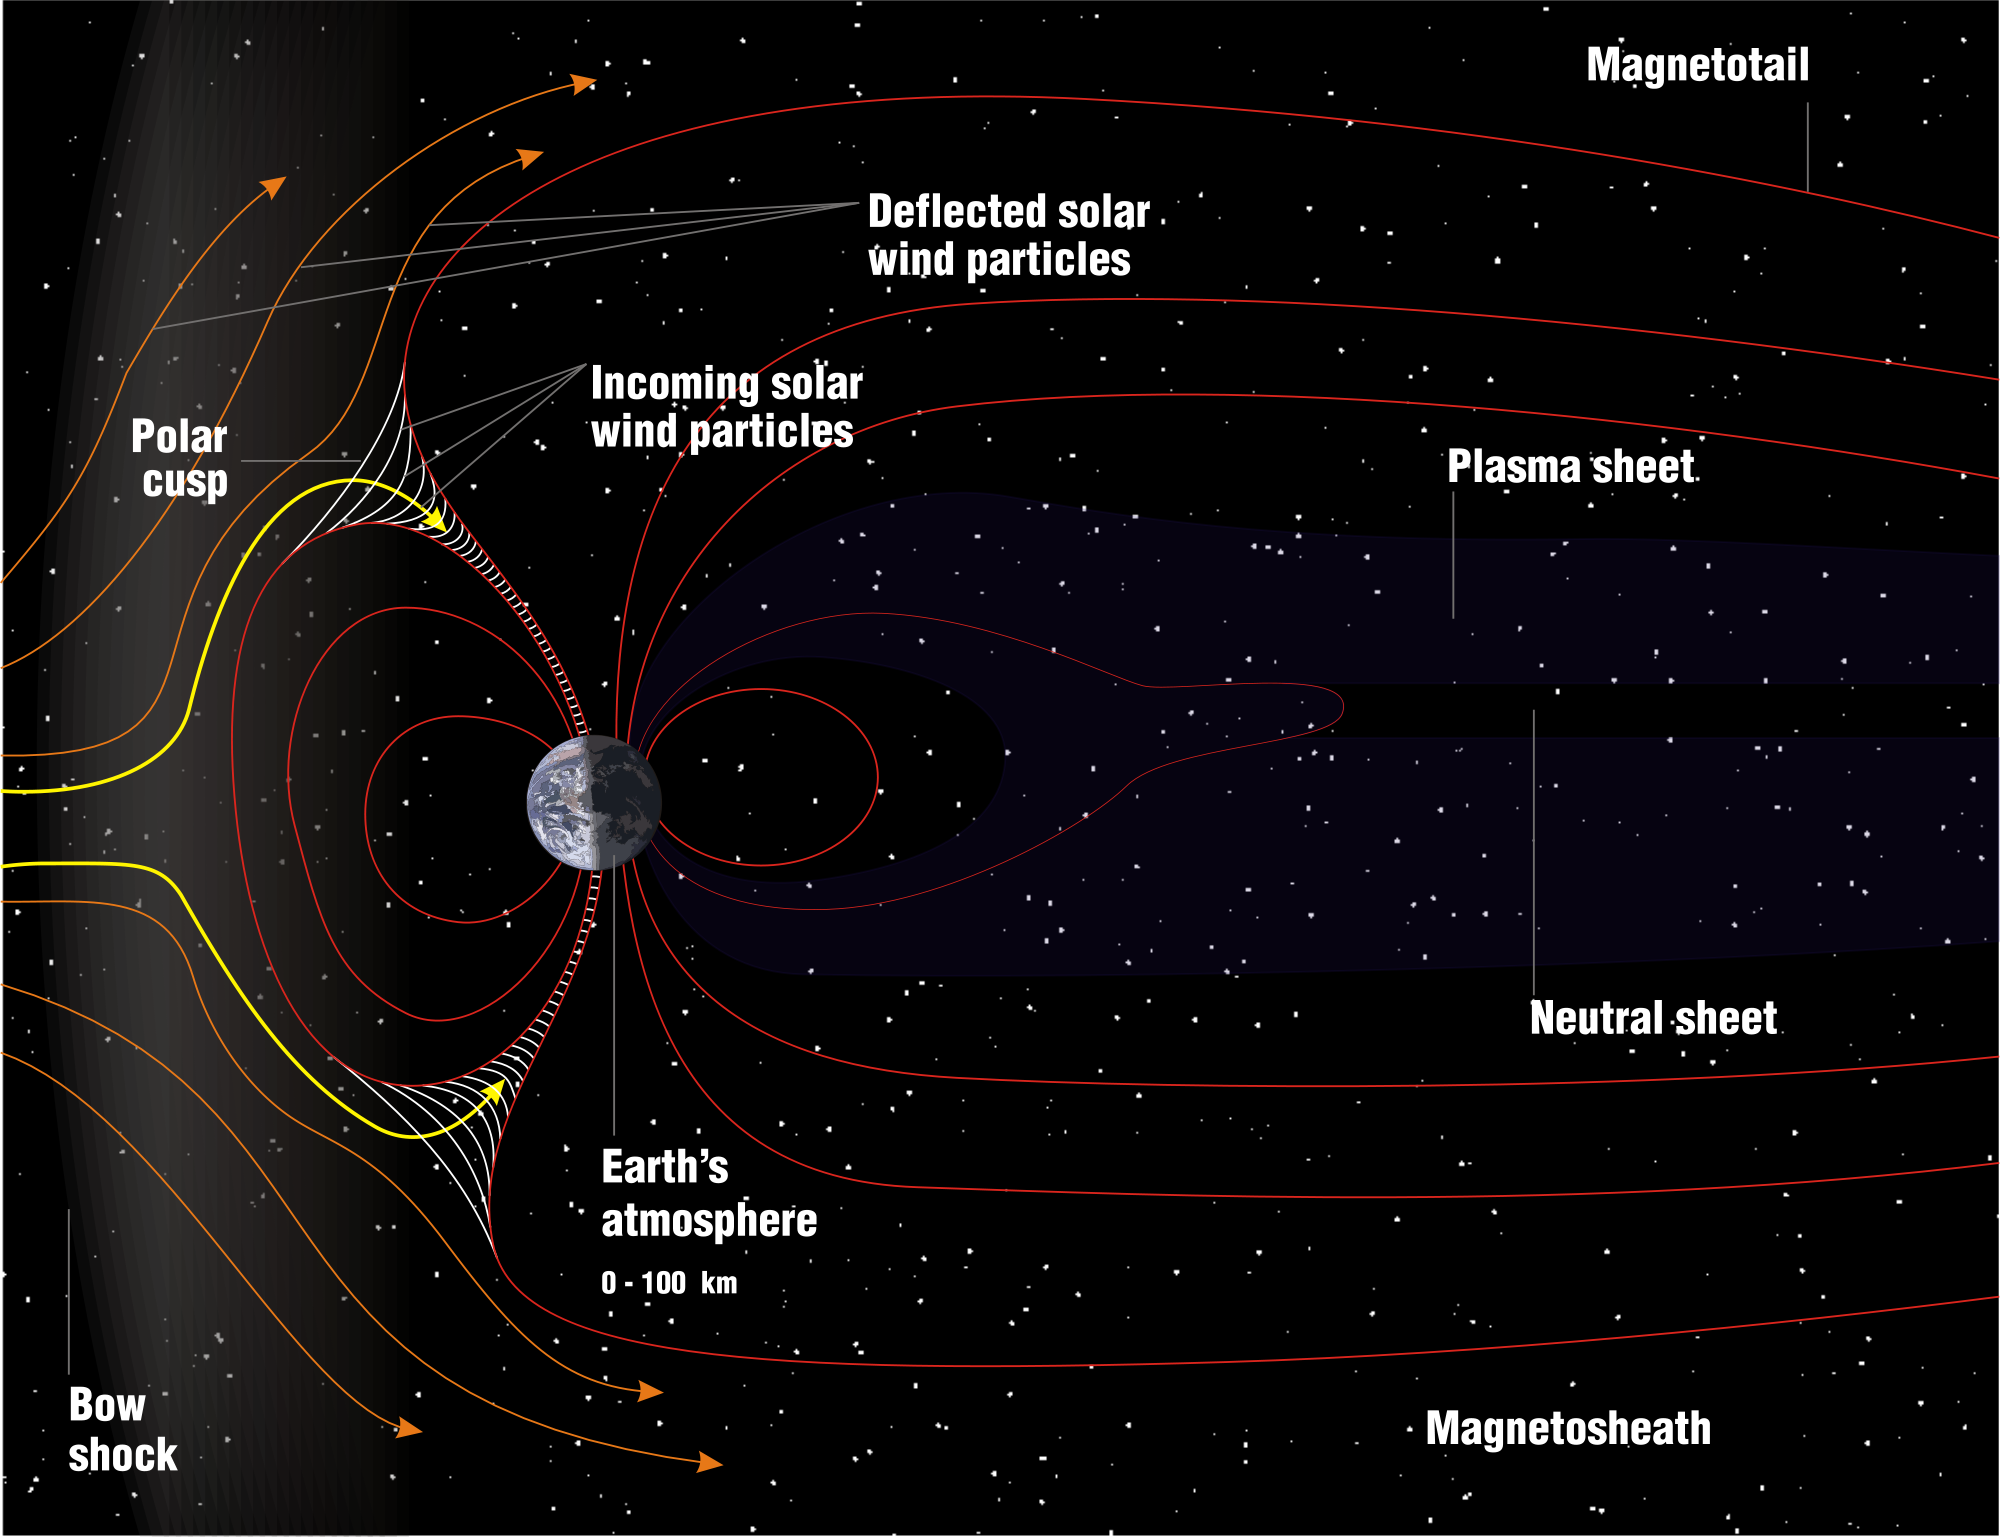 Magnetotail
Deflected solar
wind particles
Incoming solar
wind particles
Polar
cusp
Plasma sheet
Neutral sheet
Earth’s
atmosphere
0 - 100 km
Bow
shock
Magnetosheath